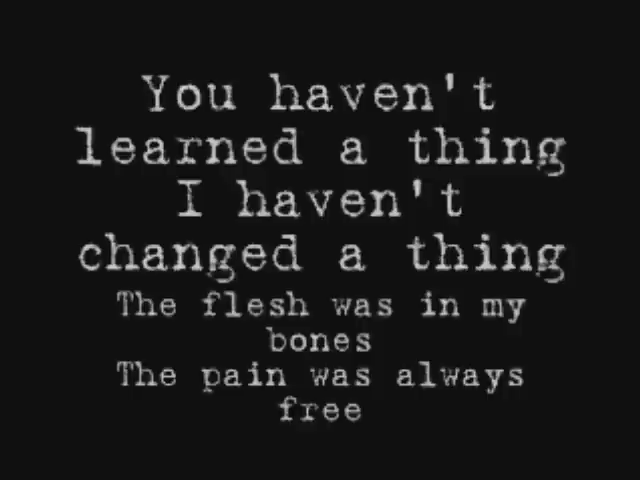 You haven't
learned a thing
I haven't
changed a thing
The flesh was in my
bones
The pain was always
free